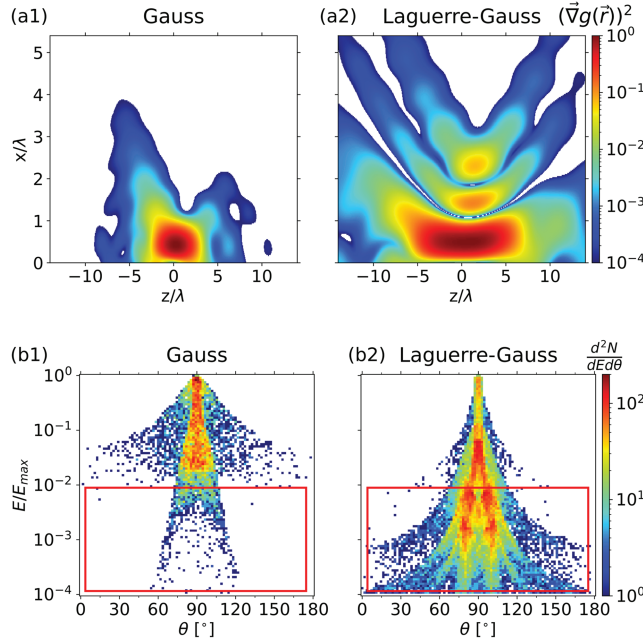 (a1) Gauss (a2) Laguerre-Gauss (∇⃗g(r⃗))²
5 4 3 2 1 0
x/λ
−10 −5 0 5 10
z/λ
−10 −5 0 5 10
z/λ
10⁰ 10⁻¹ 10⁻² 10⁻³ 10⁻⁴
(b1) Gauss (b2) Laguerre-Gauss d²N/dEdθ
10⁰ 10⁻¹ 10⁻² 10⁻³ 10⁻⁴
E/Eₘₐₓ
0 30 60 90 120 150 180
θ [°]
0 30 60 90 120 150 180
θ [°]
10² 10¹ 10⁰